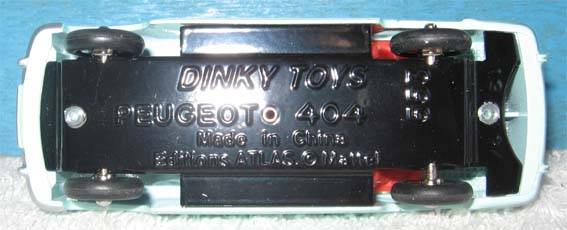 DINKY TOYS
PEUGEOT 404
Made in China
Editions ATLAS. © Mattel
553